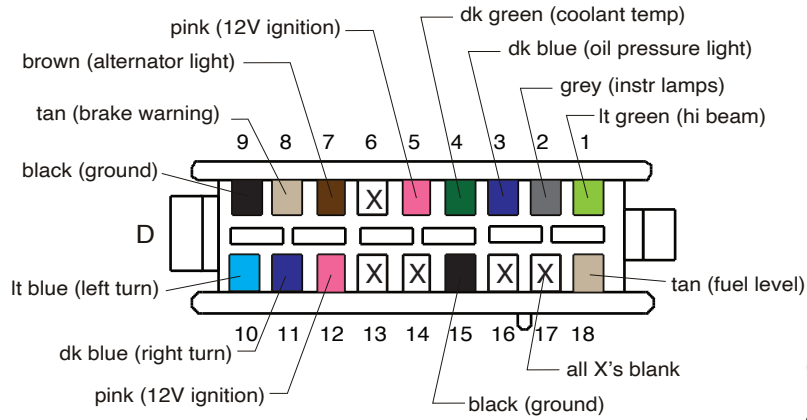 dk green (coolant temp)
pink (12V ignition)
dk blue (oil pressure light)
brown (alternator light)
grey (instr lamps)
tan (brake warning)
lt green (hi beam)
9 8 7 6 5 4 3 2 1
black (ground)
X
D
X X X X
lt blue (left turn)
tan (fuel level)
10 11 12 13 14 15 16 17 18
dk blue (right turn)
all X's blank
pink (12V ignition)
black (ground)